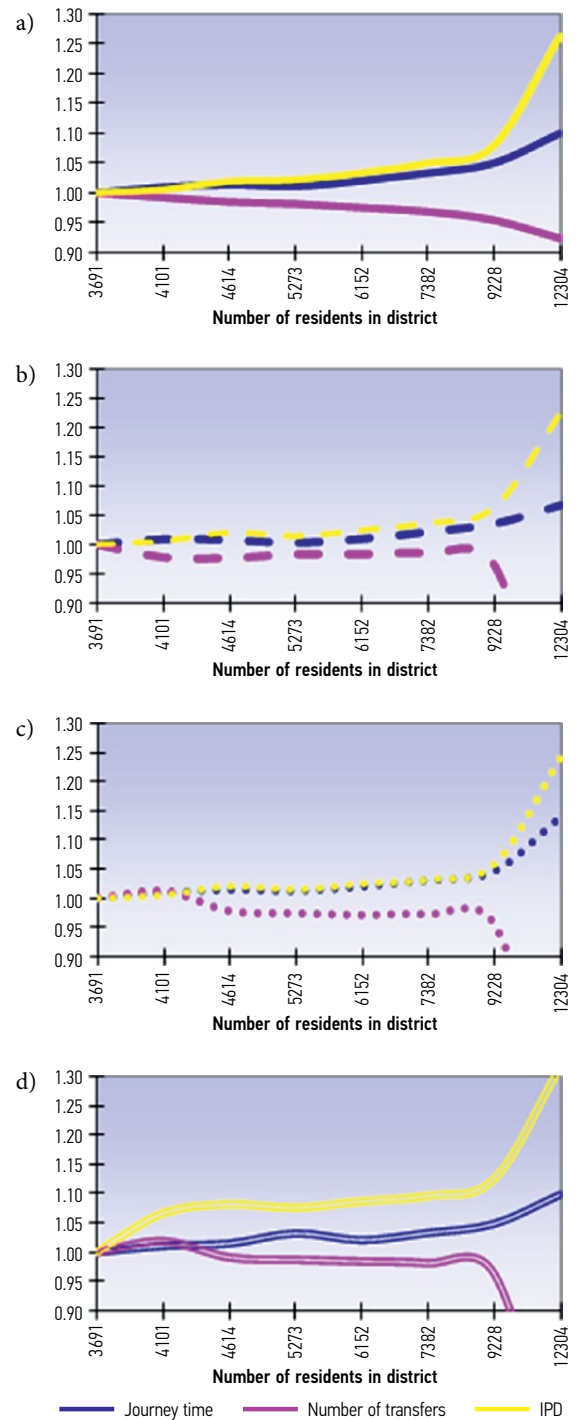 a)
1.30
1.25
1.20
1.15
1.10
1.05
1.00
0.95
0.90
3691 4101 4614 5273 6152 7382 9228 12304
Number of residents in district
b)
1.30
1.25
1.20
1.15
1.10
1.05
1.00
0.95
0.90
3691 4101 4614 5273 6152 7382 9228 12304
Number of residents in district
c)
1.30
1.25
1.20
1.15
1.10
1.05
1.00
0.95
0.90
3691 4101 4614 5273 6152 7382 9228 12304
Number of residents in district
d)
1.30
1.25
1.20
1.15
1.10
1.05
1.00
0.95
0.90
3691 4101 4614 5273 6152 7382 9228 12304
Number of residents in district
Journey time Number of transfers IPD